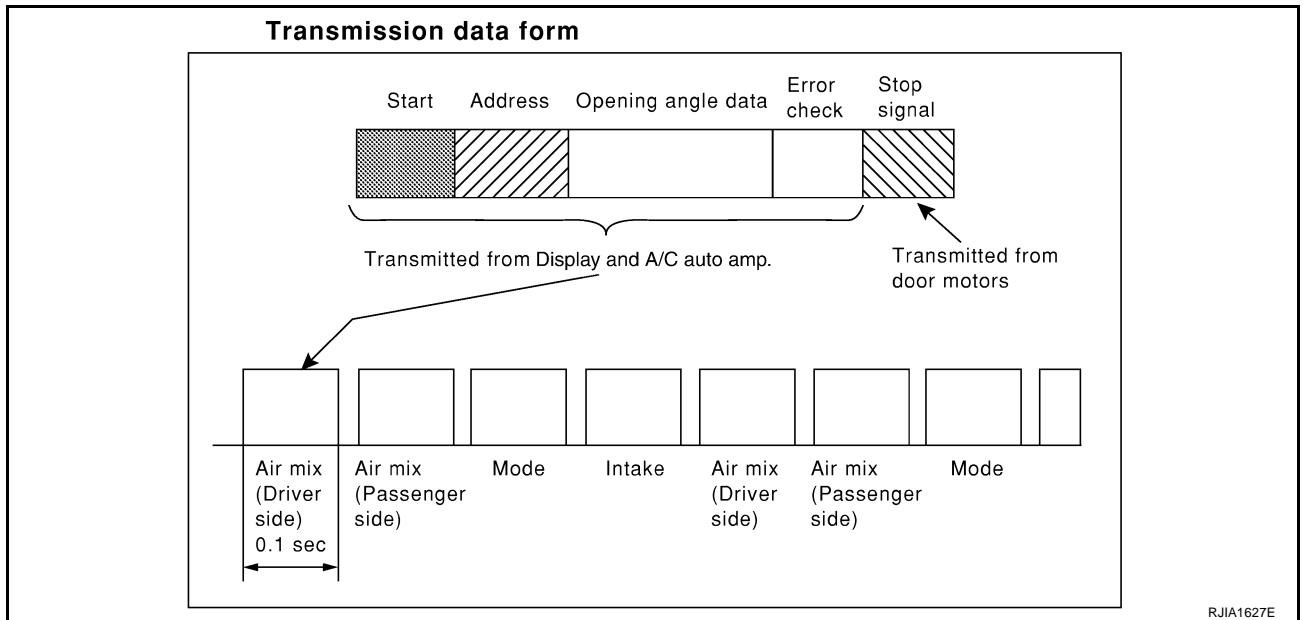 Transmission data form
Start
Address
Opening angle data
Error
check
Stop
signal
Transmitted from Display and A/C auto amp.
Transmitted from
door motors
Air mix
(Driver
side)
0.1 sec
Air mix
(Passenger
side)
Mode
Intake
Air mix
(Driver
side)
Air mix
(Passenger
side)
Mode
RJIA1627E